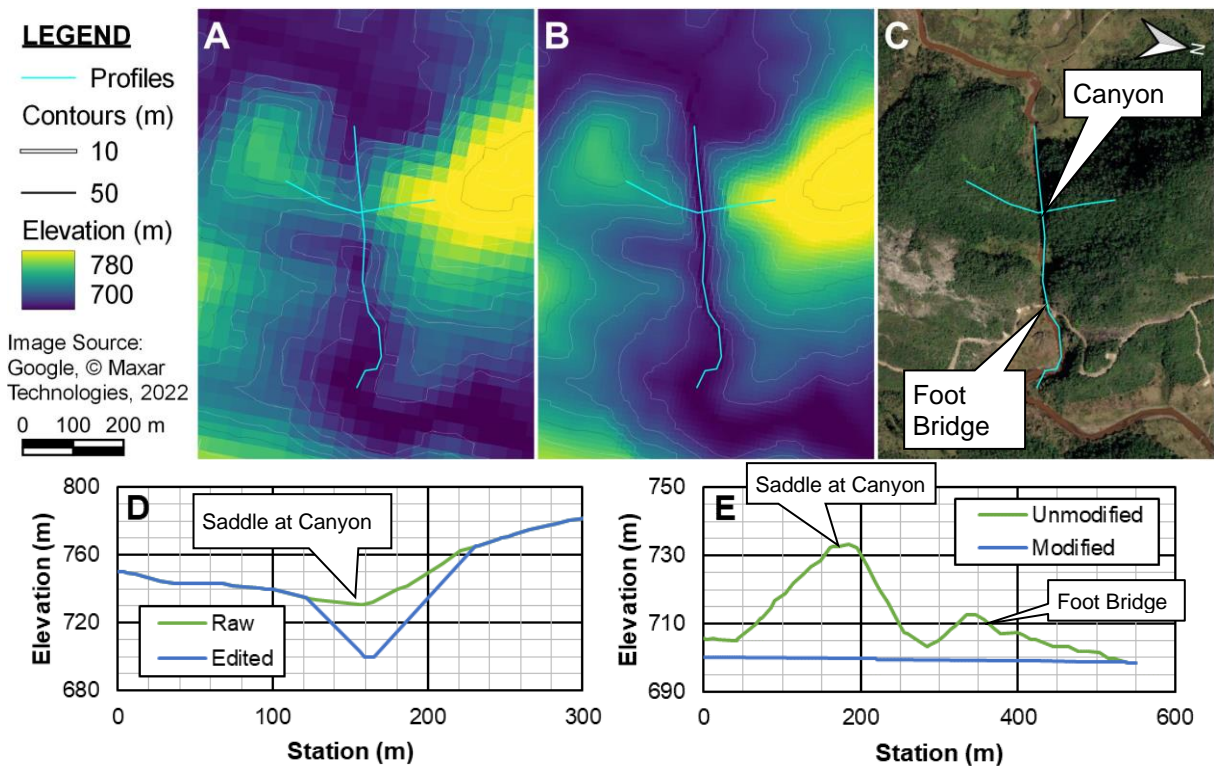 LEGEND
Profiles
Contours (m)
10
50
Elevation (m)
780
700
Image Source:
Google, © Maxar
Technologies, 2022
0 100 200 m
A
B
C
N
Canyon
Foot
Bridge
D
Elevation (m)
800
760
720
680
Saddle at Canyon
Raw
Edited
0 100 200 300
Station (m)
E
Elevation (m)
750
730
710
690
Saddle at Canyon
Unmodified
Modified
Foot Bridge
0 200 400 600
Station (m)